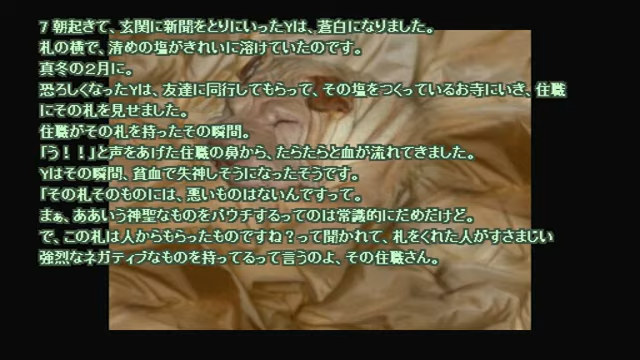 7 朝起きて、玄関に新聞をとりにいったYは、蒼白になりました。
札の横で、清めの塩がきれいに溶けていたのです。
真冬の2月に。
恐ろしくなったYは、友達に同行してもらって、その塩をつくっているお寺にいき、住職
にその札を見せました。
住職がその札を持ったその瞬間。
「う！！」と声をあげた住職の鼻から、たらたらと血が流れてきました。
Yはその瞬間、貧血で失神しそうになったそうです。
「その札そのものには、悪いものはないんですって。
まぁ、ああいう神聖なものをパウチするってのは常識的にだめだけど。
で、この札は人からもらったものですね？って聞かれて、札をくれた人がすさまじい
強烈なネガティブなものを持ってるって言うのよ、その住職さん。